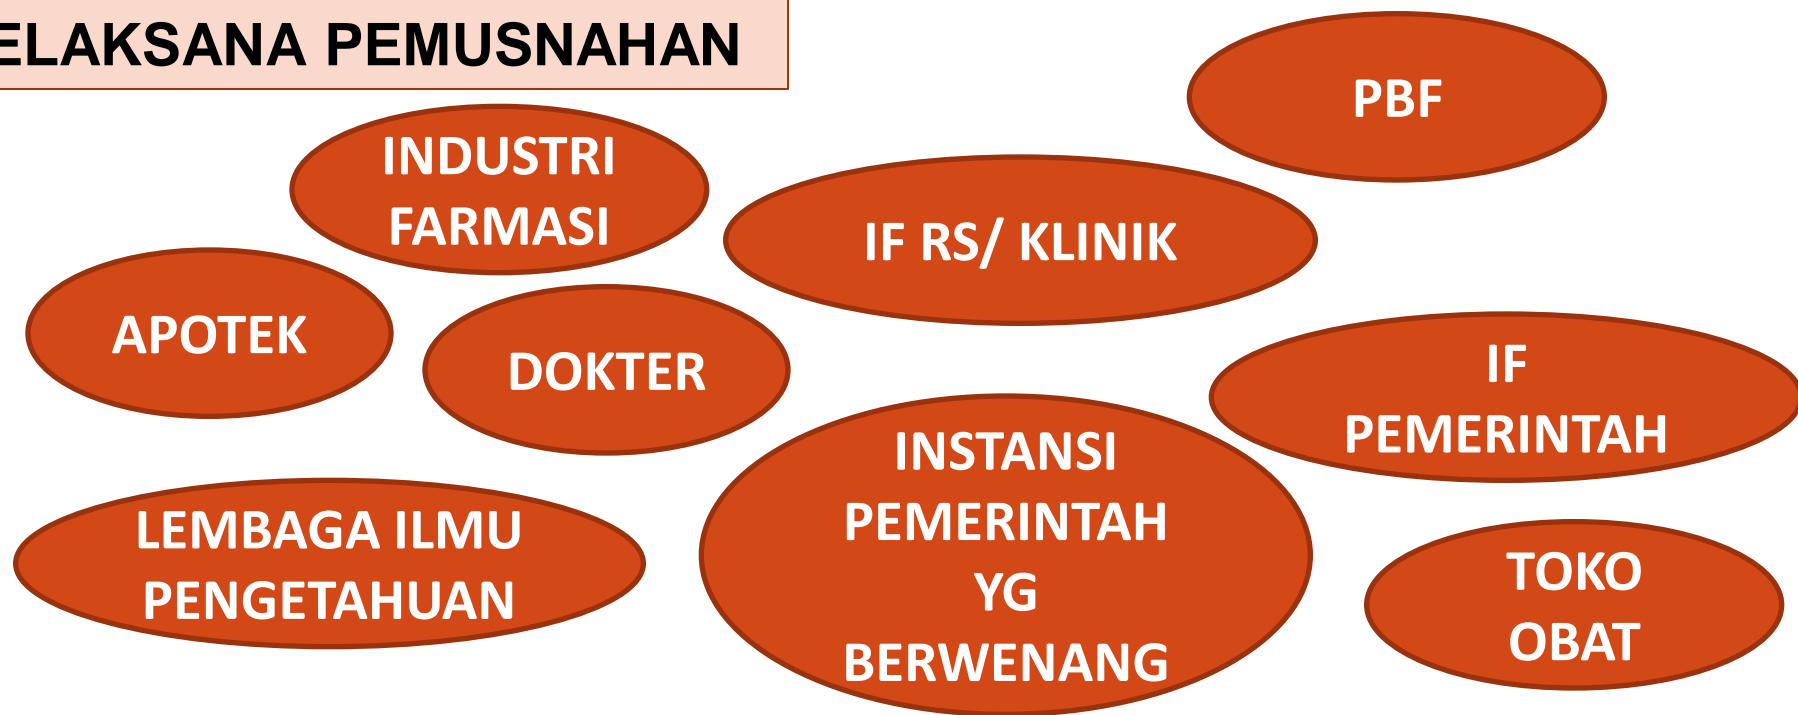 ELAKSANA PEMUSNAHAN
PBF
INDUSTRI
FARMASI
IF RS/ KLINIK
APOTEK
DOKTER
IF
PEMERINTAH
INSTANSI
PEMERINTAH
YG
BERWENANG
LEMBAGA ILMU
PENGETAHUAN
TOKO
OBAT